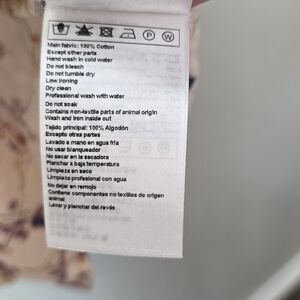 P W
Main fabric: 100% Cotton
Except other parts
Hand wash in cold water
Do not bleach
Do not tumble dry
Low ironing
Dry clean
Professional wash with water
Do not soak
Contains non-textile parts of animal origin
Wash and iron inside out
Tejido principal: 100% Algodón
Excepto otras partes
Lavado a mano en agua fría
No usar blanqueador
No secar en la secadora
Planchar a baja temperatura
Limpieza en seco
Limpieza profesional con agua
No dejar en remojo
Contiene componentes no textiles de origen
animal
Lavar y planchar del revés